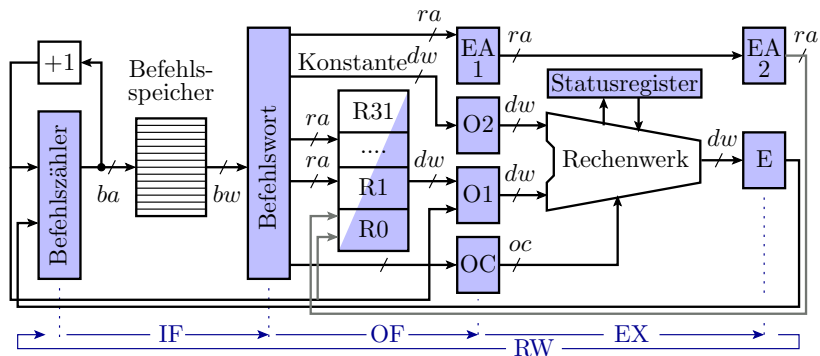 ra
EA
1
ra
EA
2
ra
+1
Befehls-
speicher
Konstante
dw
Statusregister
R31
....
R1
R0
ra
ra
dw
O2
dw
O1
dw
Rechenwerk
dw
E
Befehlszähler
ba
bw
Befehlswort
OC
oc
IF
OF
EX
RW